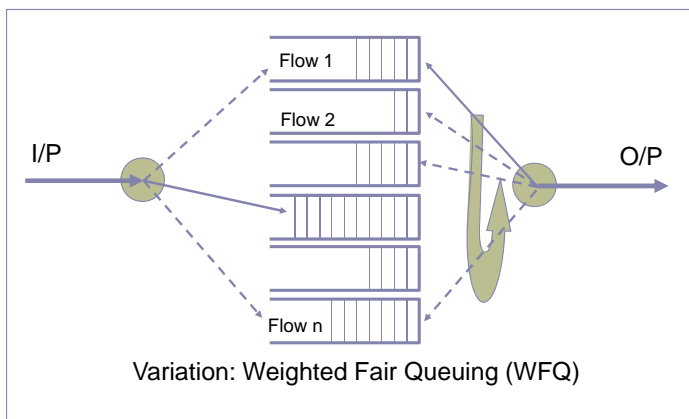 Flow 1
Flow 2
I/P
O/P
Flow n
Variation: Weighted Fair Queuing (WFQ)